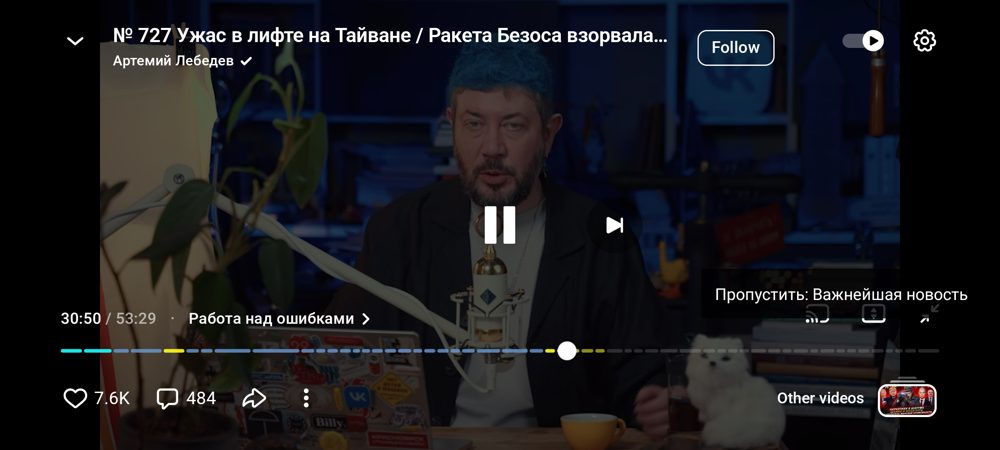 № 727 Ужас в лифте на Тайване / Ракета Безоса взорвала...
Артемий Лебедев
Follow
Пропустить: Важнейшая новость
30:50 / 53:29 · Работа над ошибками
7.6K
484
Other videos
Billy.